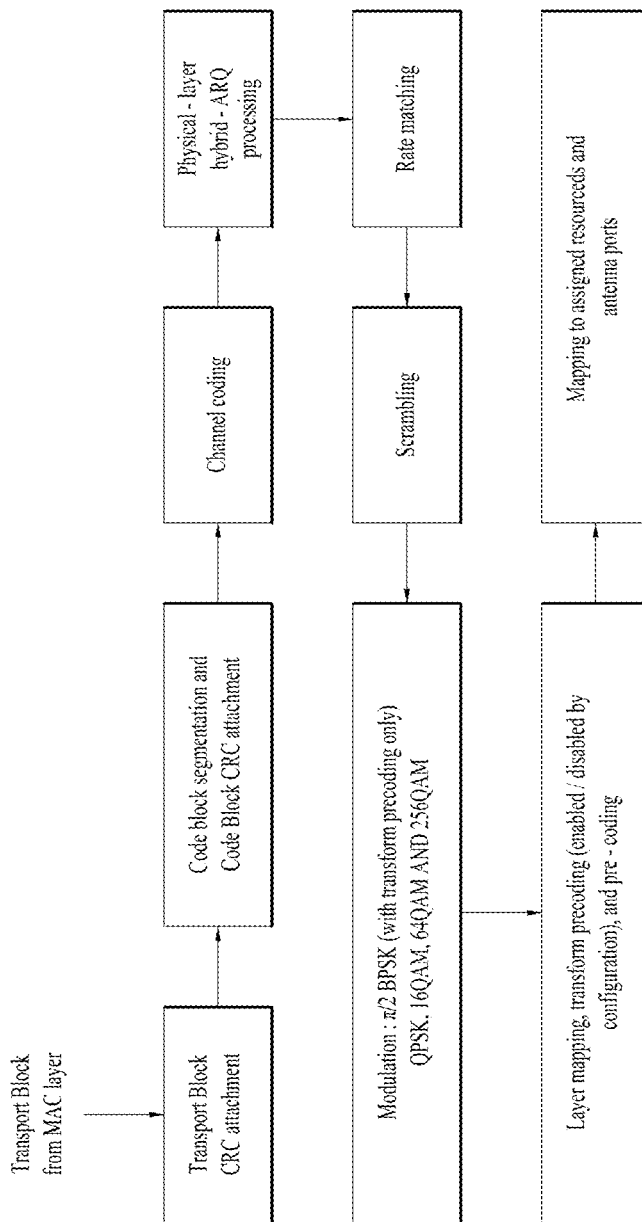 Transport Block
from MAC layer
Transport Block
CRC attachment
Code block segmentation and
Code Block CRC attachment
Channel coding
Physical - layer
hybrid - ARQ
processing
Rate matching
Scrambling
Modulation : π/2 BPSK (with transform precoding only)
QPSK, 16QAM, 64QAM AND 256QAM
Layer mapping, transform precoding (enabled / disabled by
configuration), and pre - coding
Mapping to assigned resourceds and
antenna ports